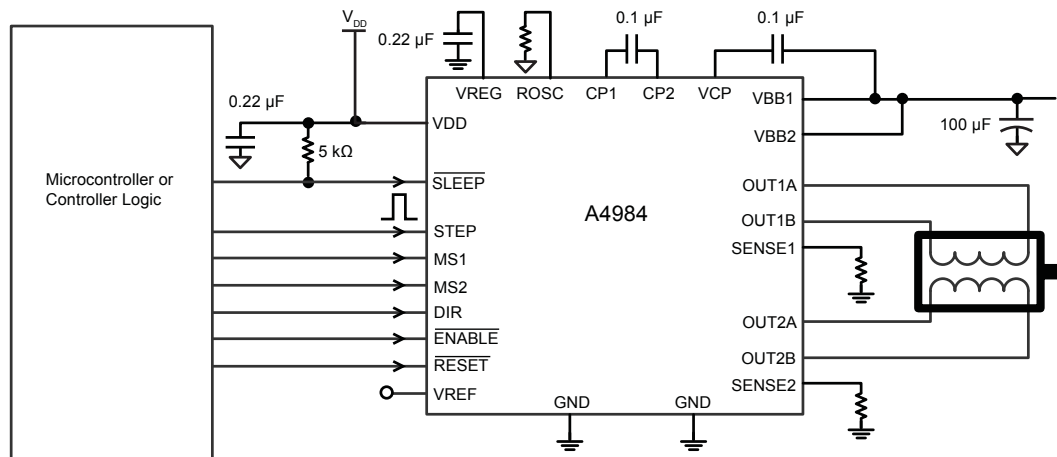 V_DD
0.22 µF
0.1 µF
0.1 µF
0.22 µF
VREG
ROSC
CP1
CP2
VCP
VBB1
VDD
VBB2
100 µF
5 kΩ
Microcontroller or
Controller Logic
SLEEP
OUT1A
A4984
OUT1B
STEP
SENSE1
MS1
MS2
DIR
OUT2A
ENABLE
OUT2B
RESET
SENSE2
VREF
GND
GND